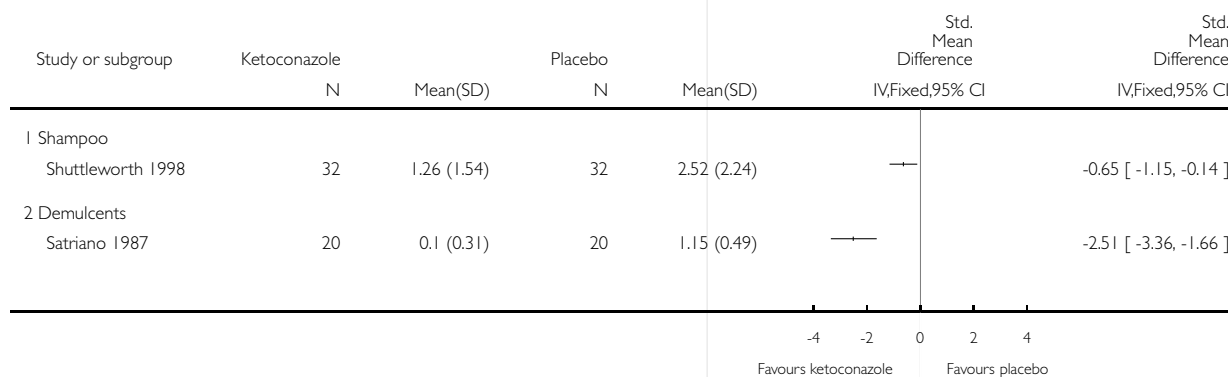 Std. Std.
Mean Mean
Study or subgroup Ketoconazole Placebo Difference Difference
N Mean(SD) N Mean(SD) IV,Fixed,95% CI IV,Fixed,95% CI
1 Shampoo
Shuttleworth 1998 32 1.26 (1.54) 32 2.52 (2.24) -0.65 [ -1.15, -0.14 ]
2 Demulcents
Satriano 1987 20 0.1 (0.31) 20 1.15 (0.49) -2.51 [ -3.36, -1.66 ]
-4 -2 0 2 4
Favours ketoconazole Favours placebo